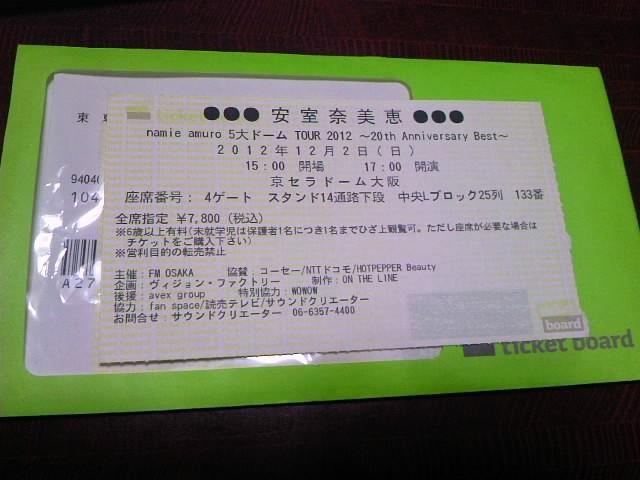 ●●● 安室奈美恵 ●●●
namie amuro 5大ドーム TOUR 2012 ～20th Anniversary Best～
2012年12月2日(日)
15:00 開場 17:00 開演
京セラドーム大阪
座席番号: 4ゲート スタンド14通路下段 中央Lブロック25列 133番
全席指定 ¥7,800 (税込)
※6歳以上有料(未就学児は保護者1名につき1名までひざ上観覧可。ただし座席が必要な場合は
チケットをご購入下さい)
※営利目的の転売禁止
主催:FM OSAKA 協賛:コーセー/NTTドコモ/HOTPEPPER Beauty
企画:ヴィジョン・ファクトリー 制作:ON THE LINE
後援:avex group 特別協力:WOWOW
協力:fan space/読売テレビ/サウンドクリエーター
お問合せ:サウンドクリエーター 06-6357-4400
board
ticket board
東
9404
104
A27